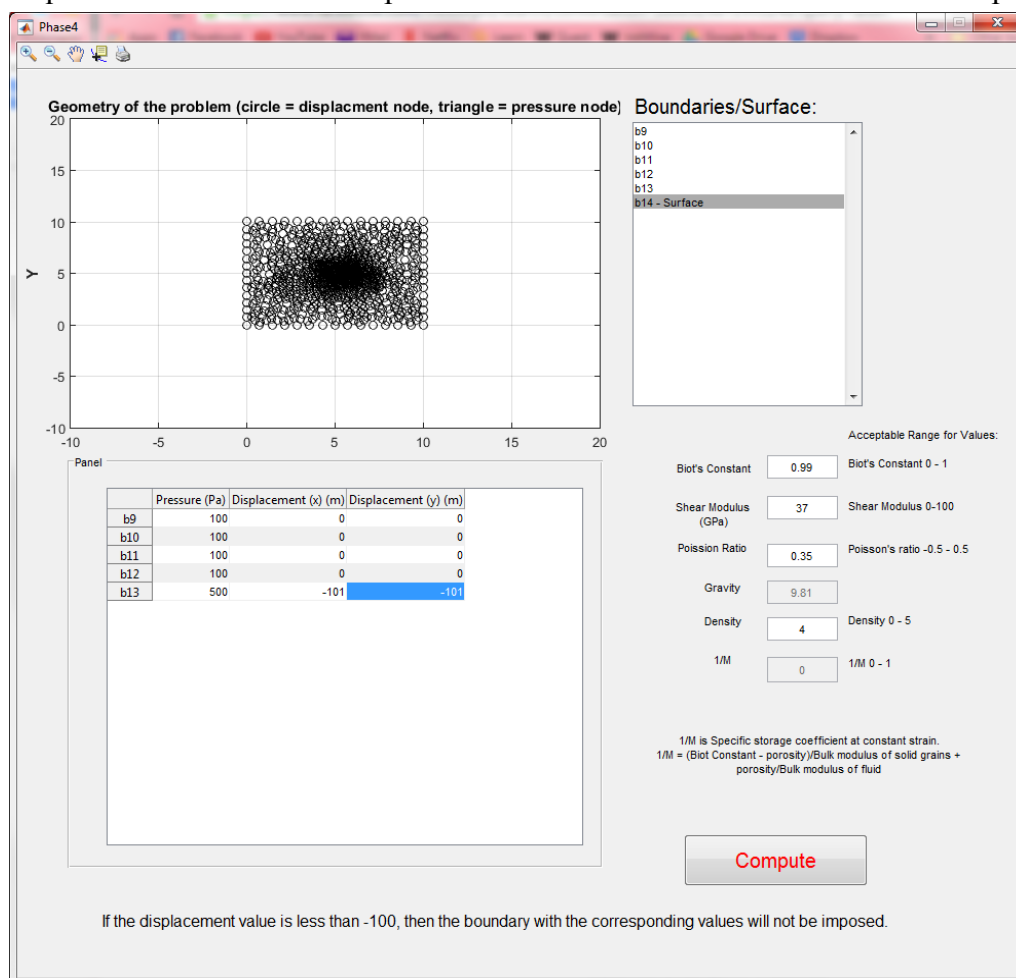 Phase4
Geometry of the problem (circle = displacment node, triangle = pressure node)
Boundaries/Surface:
20
15
10
5
0
-5
-10
Y
-10 -5 0 5 10 15 20
b9
b10
b11
b12
b13
b14 - Surface
Acceptable Range for Values:
Biot's Constant 0.99 Biot's Constant 0 - 1
Shear Modulus (GPa) 37 Shear Modulus 0-100
Poission Ratio 0.35 Poisson's ratio -0.5 - 0.5
Gravity 9.81
Density 4 Density 0 - 5
1/M 0 1/M 0 - 1
Panel
Pressure (Pa) Displacement (x) (m) Displacement (y) (m)
b9 100 0 0
b10 100 0 0
b11 100 0 0
b12 100 0 0
b13 500 -101 -101
1/M is Specific storage coefficient at constant strain.
1/M = (Biot Constant - porosity)/Bulk modulus of solid grains +
porosity/Bulk modulus of fluid
Compute
If the displacement value is less than -100, then the boundary with the corresponding values will not be imposed.